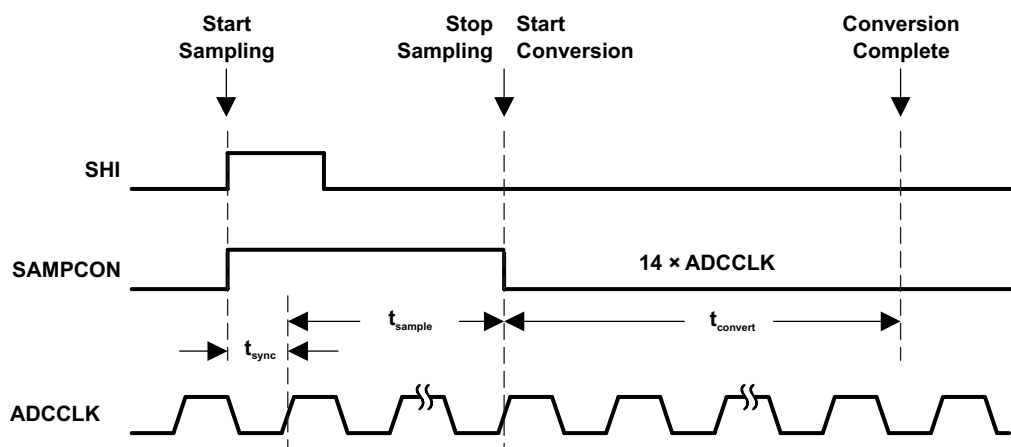 Start
Sampling
Stop
Sampling
Start
Conversion
Conversion
Complete
SHI
SAMPCON
14 × ADCCLK
tsample
tconvert
tsync
ADCCLK